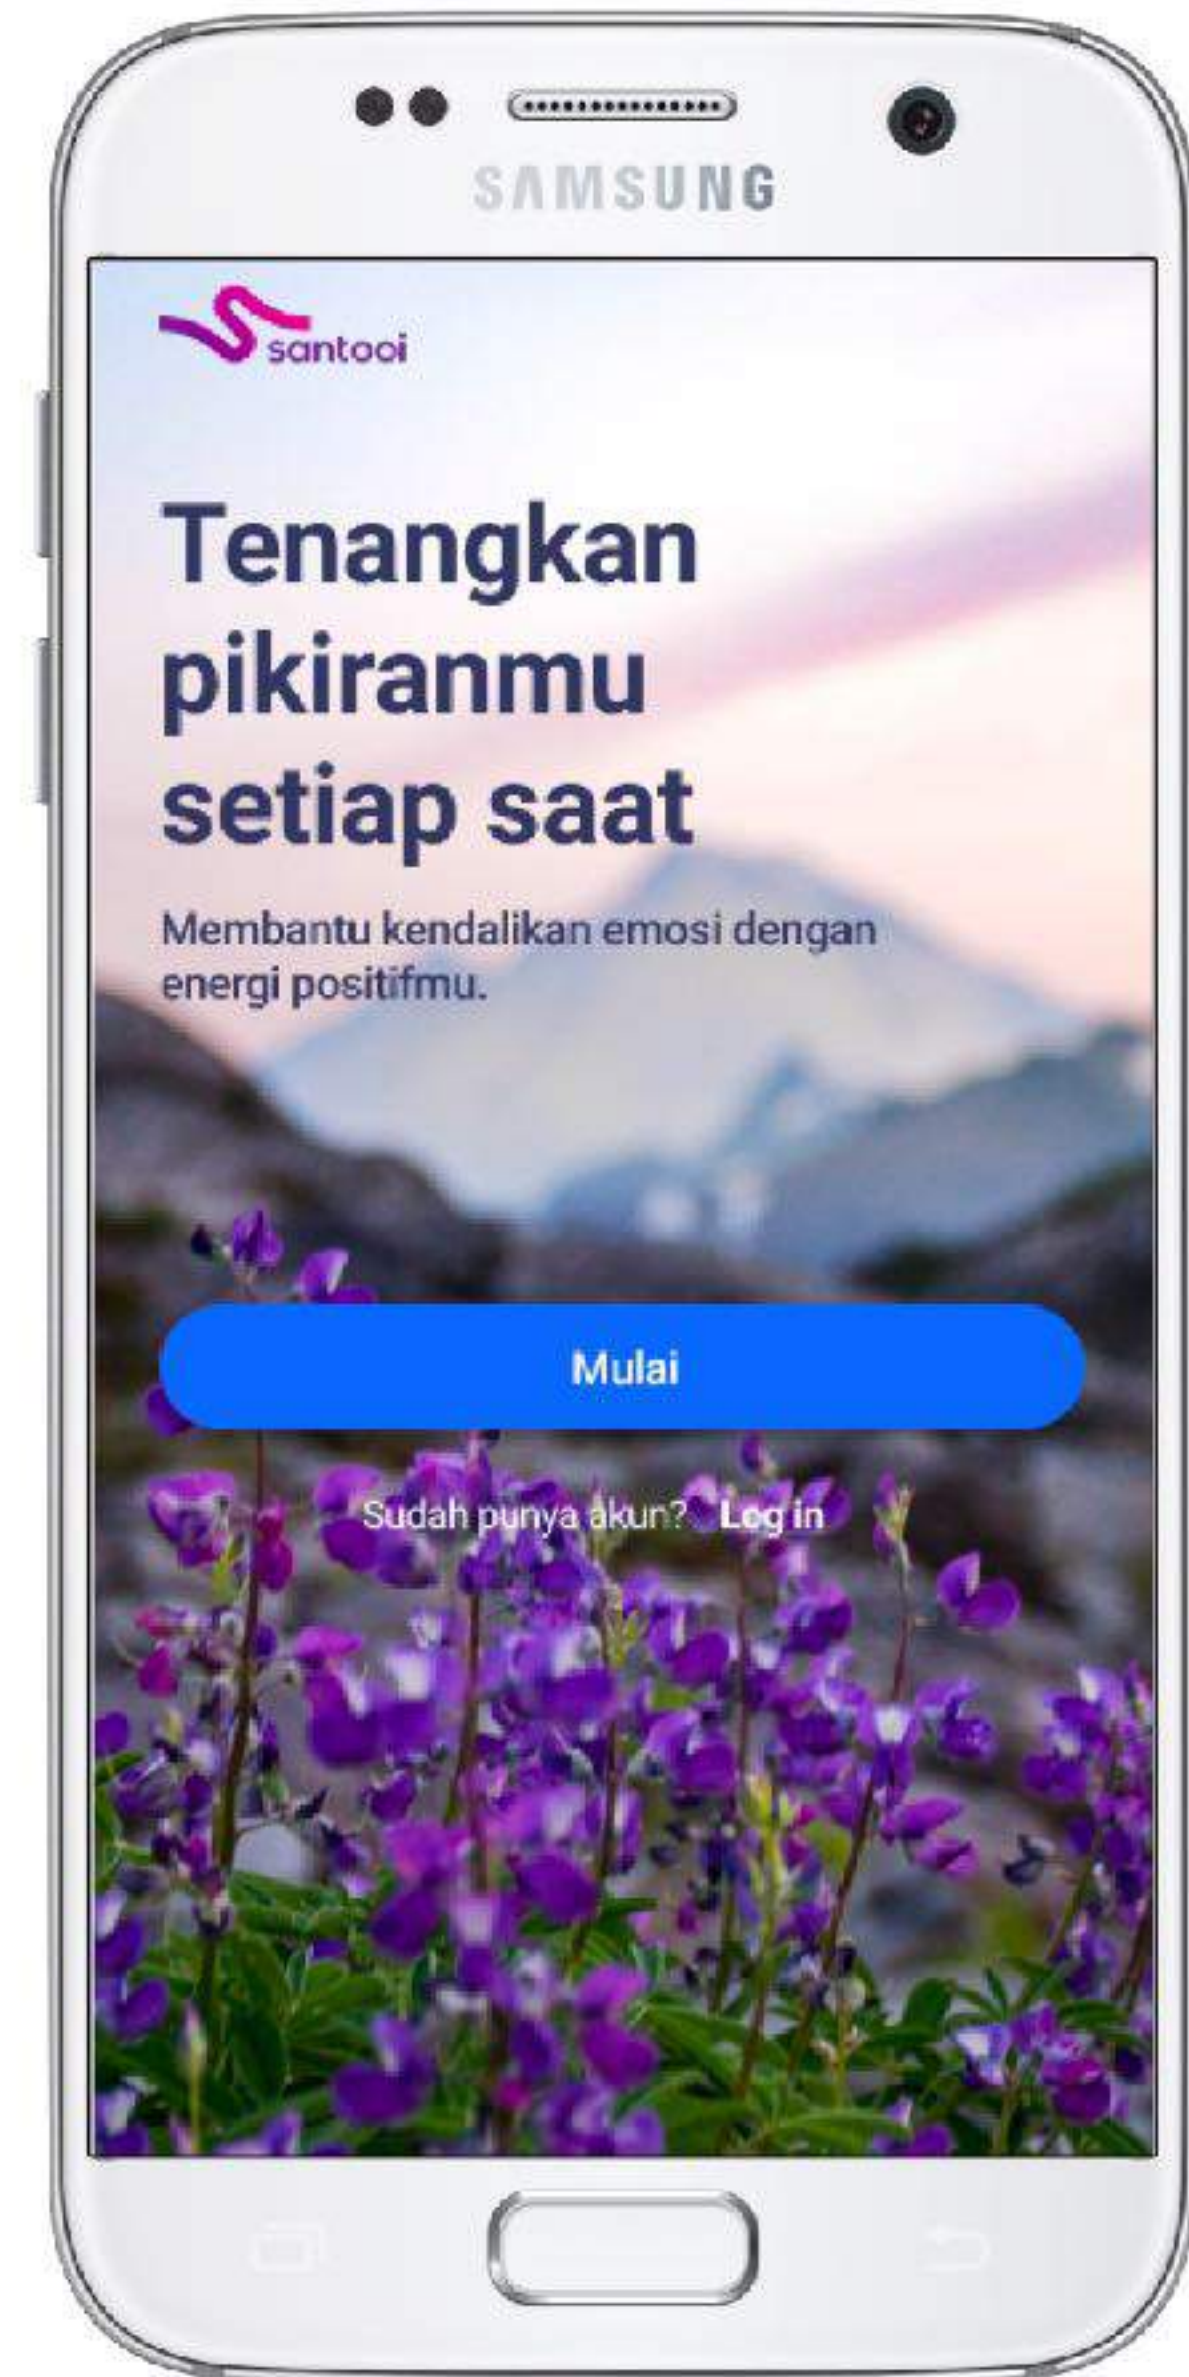 SAMSUNG
santooi
Tenangkan
pikiranmu
setiap saat
Membantu kendalikan emosi dengan
energi positifmu.
Mulai
Sudah punya akun? Log in